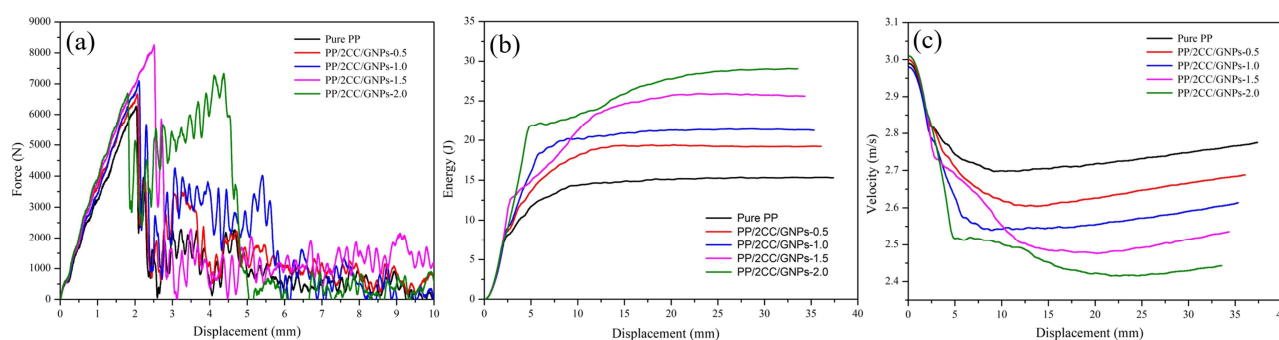 (a)
Pure PP
PP/2CC/GNPs-0.5
PP/2CC/GNPs-1.0
PP/2CC/GNPs-1.5
PP/2CC/GNPs-2.0
Force (N)
9000
8000
7000
6000
5000
4000
3000
2000
1000
0
0 1 2 3 4 5 6 7 8 9 10
Displacement (mm)
(b)
Energy (J)
35
30
25
20
15
10
5
0
Pure PP
PP/2CC/GNPs-0.5
PP/2CC/GNPs-1.0
PP/2CC/GNPs-1.5
PP/2CC/GNPs-2.0
0 5 10 15 20 25 30 35 40
Displacement (mm)
(c)
Pure PP
PP/2CC/GNPs-0.5
PP/2CC/GNPs-1.0
PP/2CC/GNPs-1.5
PP/2CC/GNPs-2.0
Velocity (m/s)
3.1
3.0
2.9
2.8
2.7
2.6
2.5
2.4
0 5 10 15 20 25 30 35
Displacement (mm)